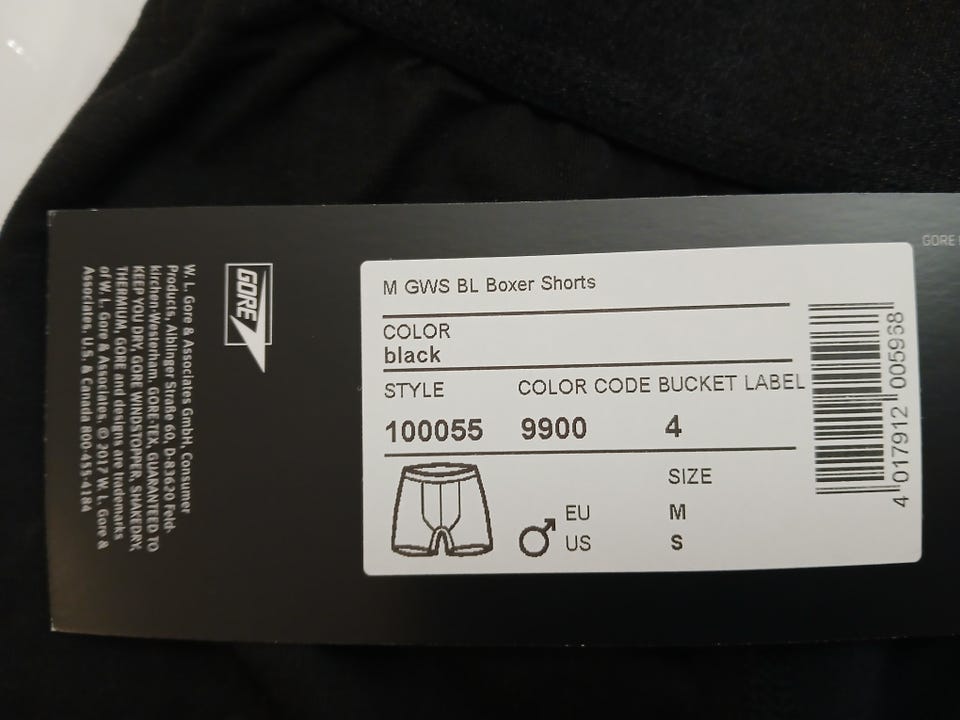 GORE
W. L. Gore & Associates GmbH, Consumer
Products, Aiblinger Straße 60, D-83620 Feld-
kirchen-Westerham. GORE-TEX, GUARANTEED TO
KEEP YOU DRY, GORE WINDSTOPPER, SHAKEDRY,
THERMIUM, GORE and designs are trademarks
of W. L. Gore & Associates. © 2017 W. L. Gore &
Associates. U.S. & Canada 800-455-4184
GORE
M GWS BL Boxer Shorts
COLOR
black
STYLE COLOR CODE BUCKET LABEL
100055 9900 4
SIZE
EU M
US S
4 017912 005968